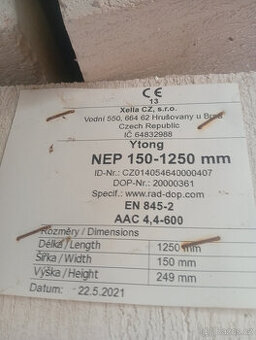 CE
13
Xella CZ, s.r.o.
Vodní 550, 664 62 Hrušovany u Brna
Czech Republic
IČ 64832988
Ytong
NEP 150-1250 mm
ID-Nr.: CZ014054640000407
DOP-Nr.: 20000361
Specif.: www.rad-dop.com
EN 845-2
AAC 4,4-600
Rozměry / Dimensions
Délka / Length 1250 mm
Šířka / Width 150 mm
Výška / Height 249 mm
Datum: 22.5.2021